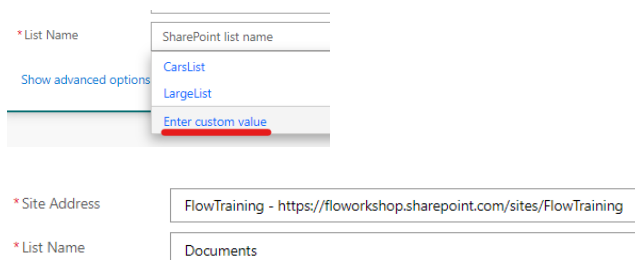 * List Name SharePoint list name
CarsList
Show advanced options
LargeList
Enter custom value
* Site Address FlowTraining - https://floworkshop.sharepoint.com/sites/FlowTraining
* List Name Documents